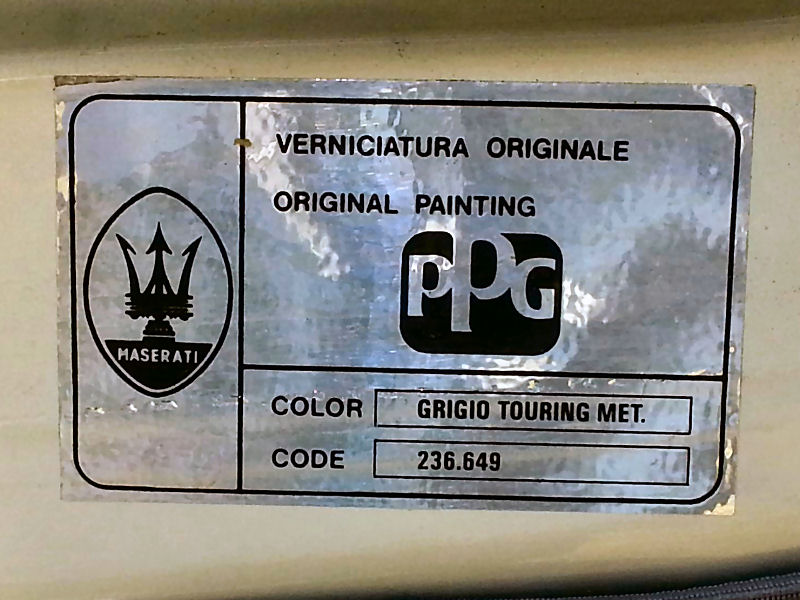 VERNICIATURA ORIGINALE
ORIGINAL PAINTING
PPG
MASERATI
COLOR GRIGIO TOURING MET.
CODE 236.649